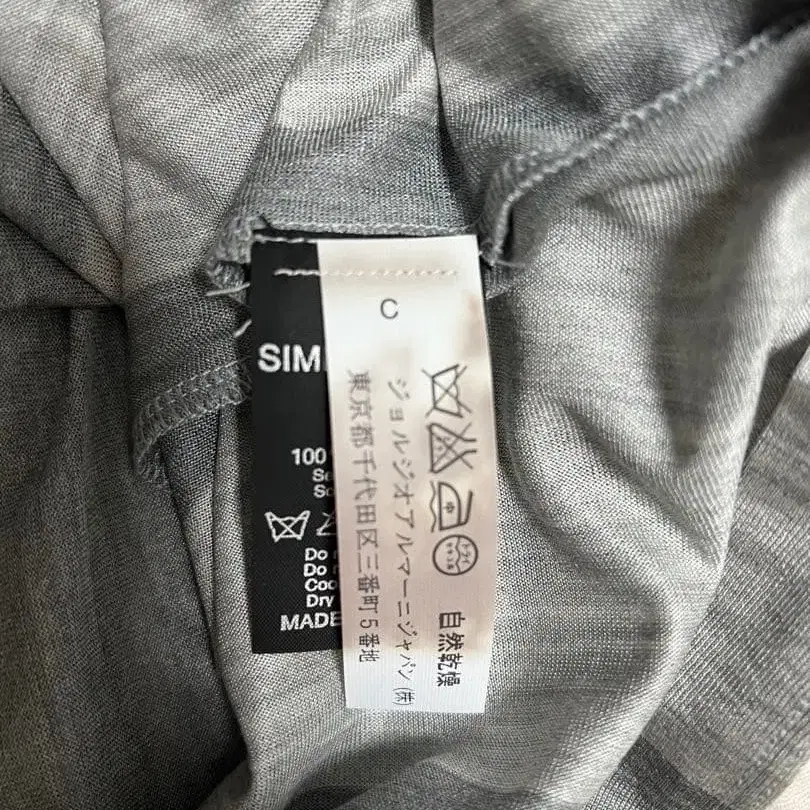 C
自然乾燥
ジョルジオアルマーニジャパン㈱
東京都千代田区三番町5番地
SIM
100
Se
So
Do
Do
Coo
Dry
MADE